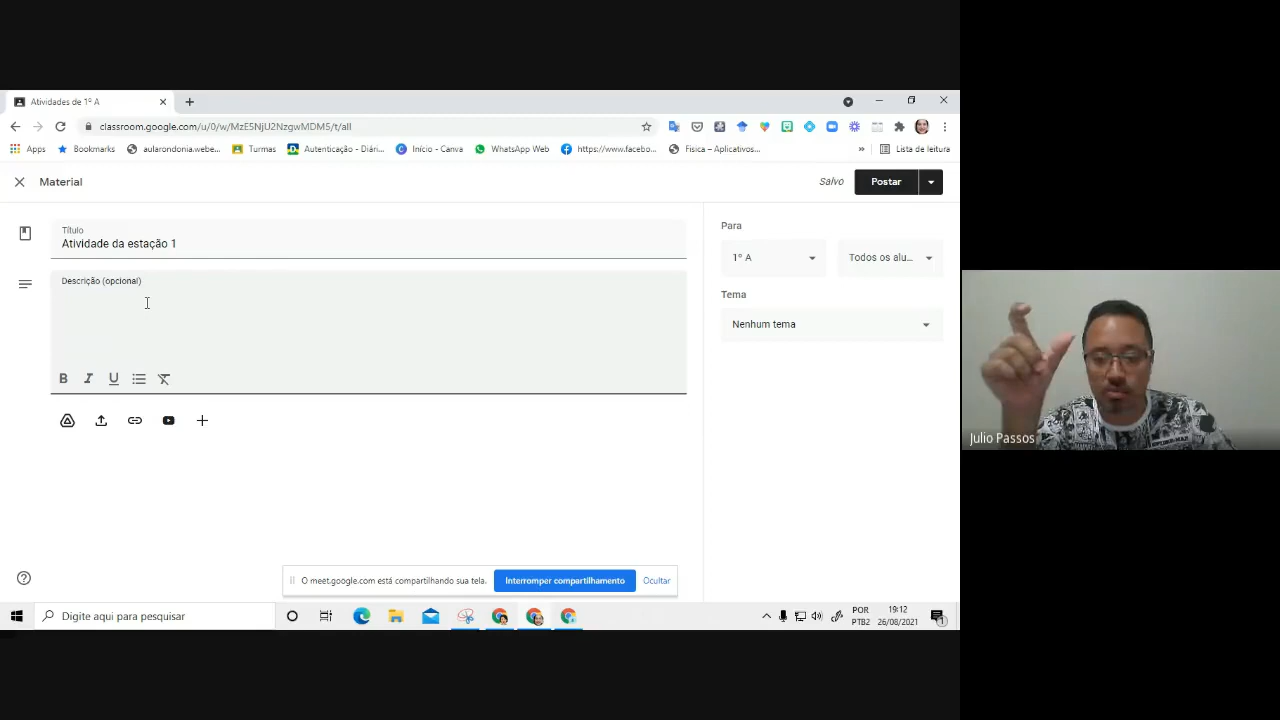 Atividades de 1º A
classroom.google.com/u/0/w/MzE5NjU2NzgwMDM5/t/all
Apps
Bookmarks
aularondonia.webe...
Turmas
Autenticação – Diári...
Início - Canva
WhatsApp Web
https://www.facebo...
Física – Aplicativos...
»
Lista de leitura
Material
Salvo
Postar
Título
Atividade da estação 1
Descrição (opcional)
B I U
Para
1º A
Todos os alu...
Tema
Nenhum tema
O meet.google.com está compartilhando sua tela.
Interromper compartilhamento
Ocultar
Digite aqui para pesquisar
POR
PTB2
19:12
26/08/2021
1
Julio Passos